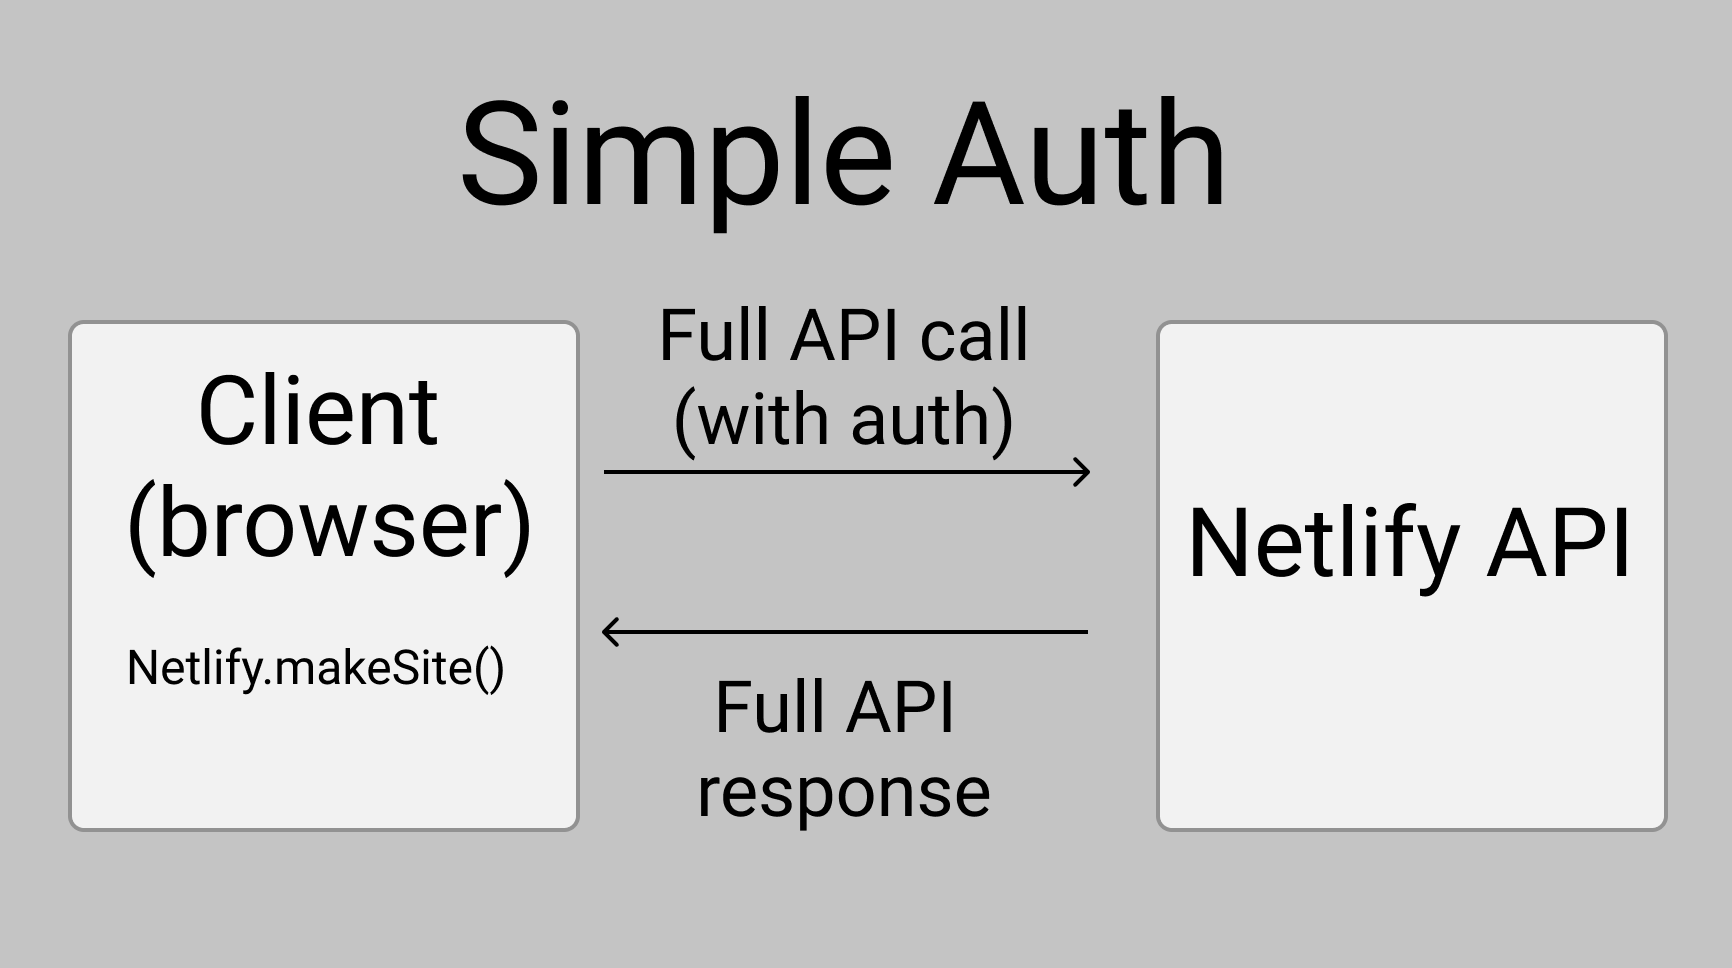 Simple Auth
Client
(browser)
Netlify.makeSite()
Full API call
(with auth)
Full API
response
Netlify API